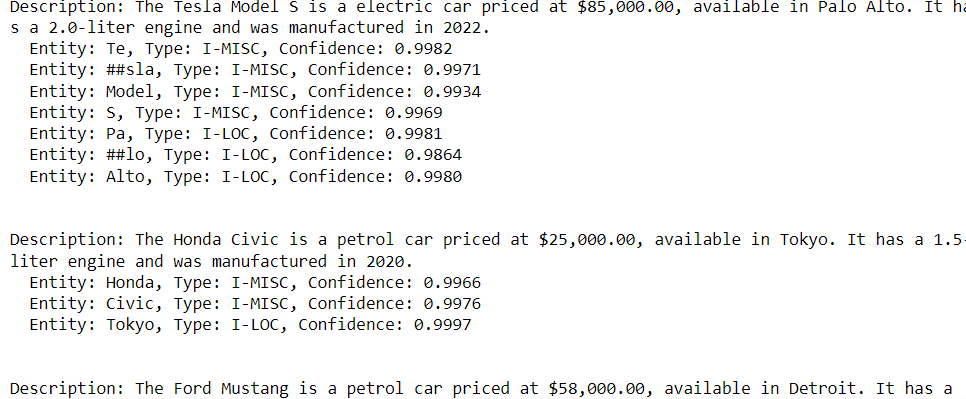 Description: The Tesla Model S is a electric car priced at $85,000.00, available in Palo Alto. It ha
s a 2.0-liter engine and was manufactured in 2022.
Entity: Te, Type: I-MISC, Confidence: 0.9982
Entity: ##sla, Type: I-MISC, Confidence: 0.9971
Entity: Model, Type: I-MISC, Confidence: 0.9934
Entity: S, Type: I-MISC, Confidence: 0.9969
Entity: Pa, Type: I-LOC, Confidence: 0.9981
Entity: ##lo, Type: I-LOC, Confidence: 0.9864
Entity: Alto, Type: I-LOC, Confidence: 0.9980
Description: The Honda Civic is a petrol car priced at $25,000.00, available in Tokyo. It has a 1.5-
liter engine and was manufactured in 2020.
Entity: Honda, Type: I-MISC, Confidence: 0.9966
Entity: Civic, Type: I-MISC, Confidence: 0.9976
Entity: Tokyo, Type: I-LOC, Confidence: 0.9997
Description: The Ford Mustang is a petrol car priced at $58,000.00, available in Detroit. It has a